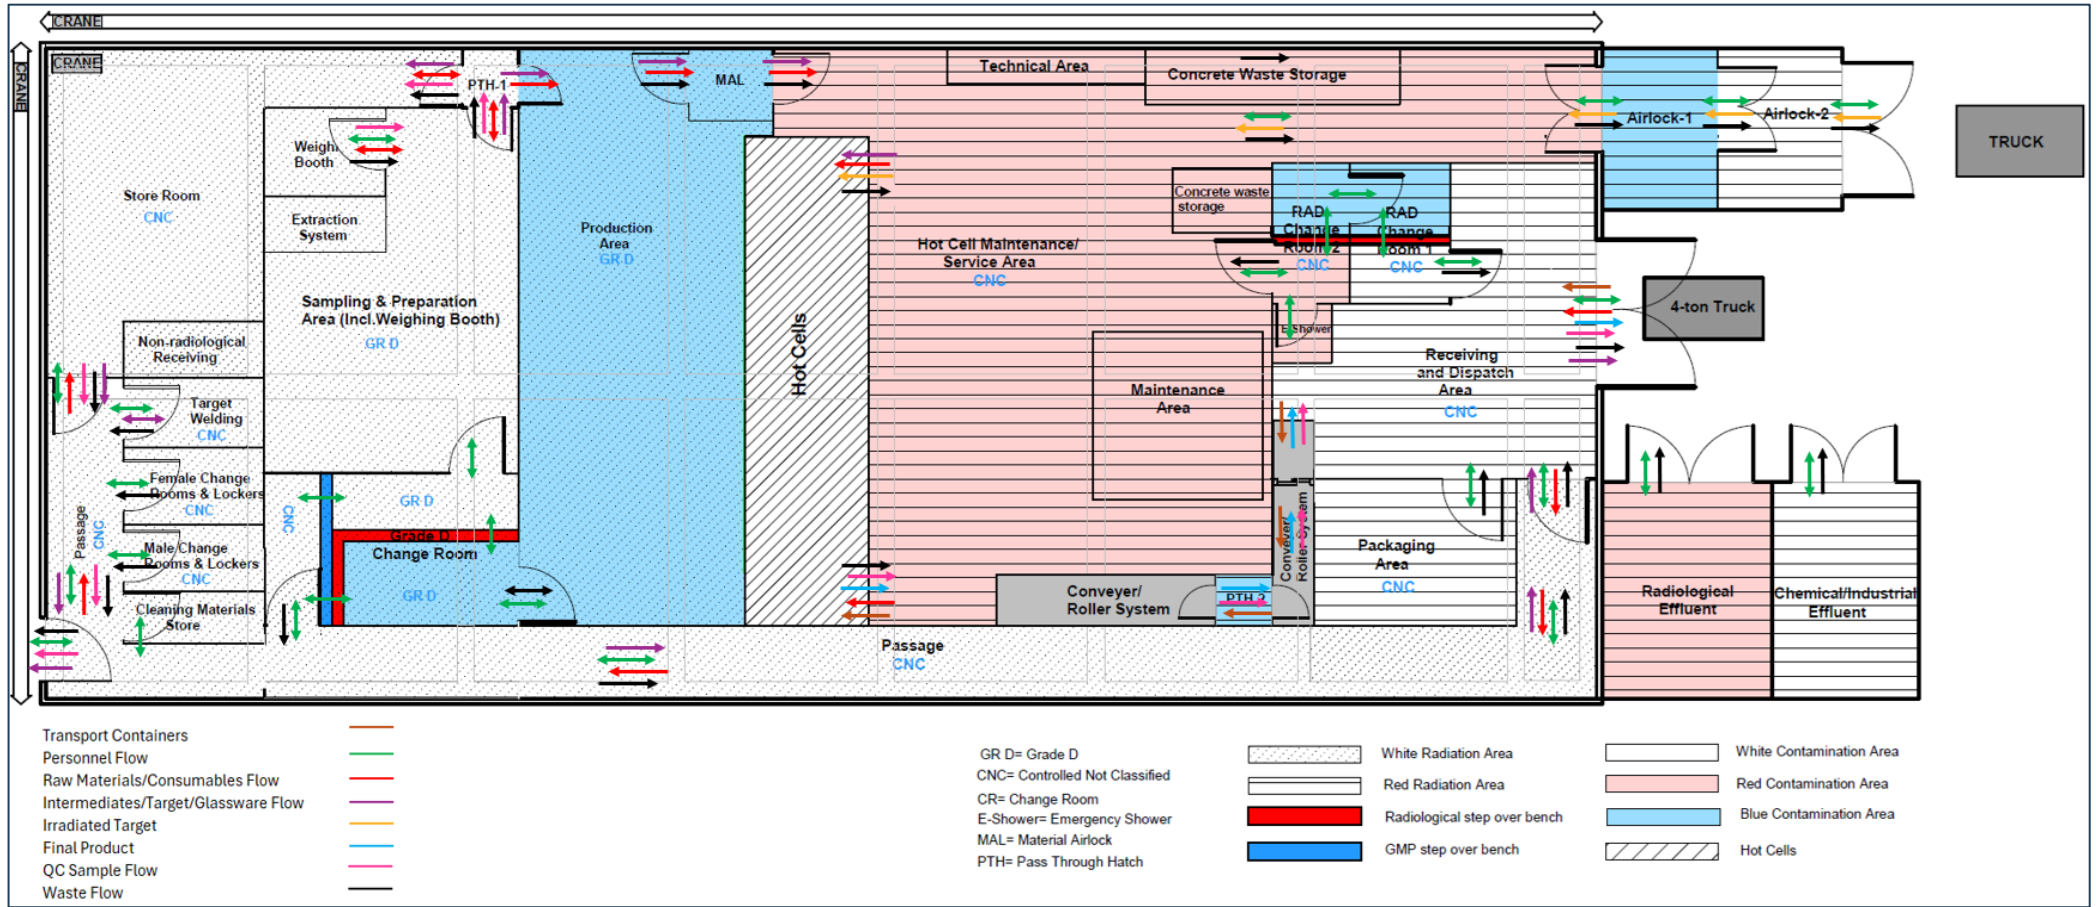 CRANE
CRANE
CRANE
PTH-1
MAL
Technical Area
Concrete Waste Storage
Airlock-1
Airlock-2
TRUCK
Weigh
Booth
Store Room
CNC
Extraction
System
Production
Area
GR D
Concrete waste
storage
RAD
Change
Room 2
CNC
RAD
Change
Room 1
CNC
Hot Cell Maintenance/
Service Area
CNC
Sampling & Preparation
Area (Incl.Weighing Booth)
GR D
4-ton Truck
E-Shower
Non-radiological
Receiving
Hot Cells
Receiving
and Dispatch
Area
CNC
Maintenance
Area
Target
Welding
CNC
Female Change
Rooms & Lockers
CNC
GR D
CNC
Passage
CNC
Grade D
Change Room
GR D
Male Change
Rooms & Lockers
CNC
Conveyer/
Roller System
Packaging
Area
CNC
Cleaning Materials
Store
Conveyer/
Roller System
PTH-2
Radiological
Effluent
Chemical/Industrial
Effluent
Passage
CNC
Transport Containers
Personnel Flow
Raw Materials/Consumables Flow
Intermediates/Target/Glassware Flow
Irradiated Target
Final Product
QC Sample Flow
Waste Flow
GR D= Grade D
CNC= Controlled Not Classified
CR= Change Room
E-Shower= Emergency Shower
MAL= Material Airlock
PTH= Pass Through Hatch
White Radiation Area
Red Radiation Area
Radiological step over bench
GMP step over bench
White Contamination Area
Red Contamination Area
Blue Contamination Area
Hot Cells